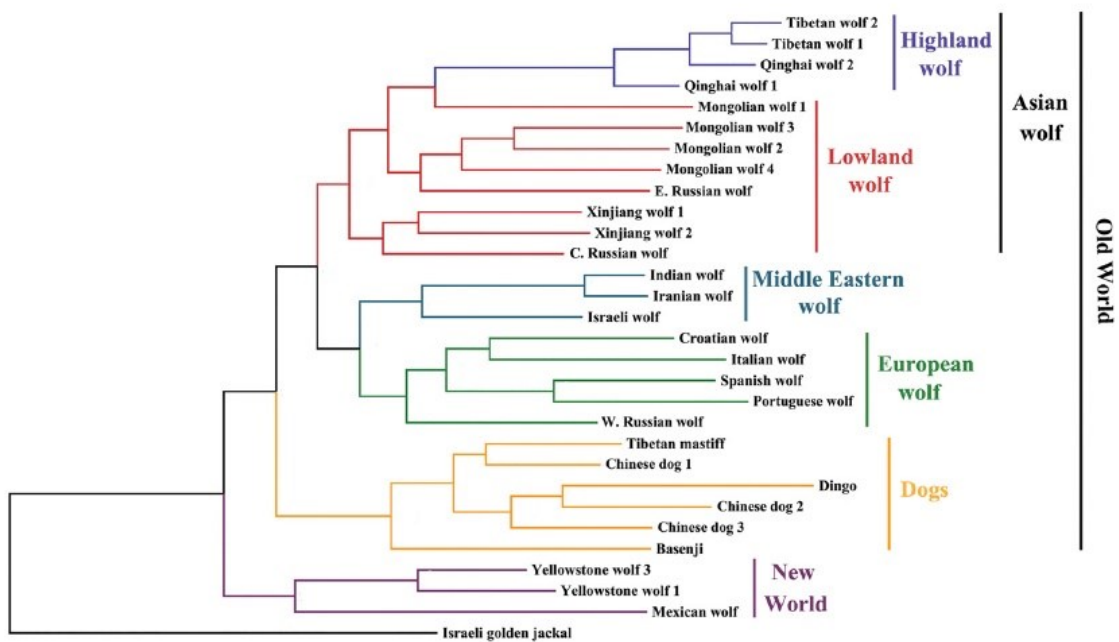 Tibetan wolf 2
Tibetan wolf 1
Qinghai wolf 2
Qinghai wolf 1
Highland
wolf
Mongolian wolf 1
Mongolian wolf 3
Mongolian wolf 2
Mongolian wolf 4
E. Russian wolf
Xinjiang wolf 1
Xinjiang wolf 2
C. Russian wolf
Lowland
wolf
Asian
wolf
Indian wolf
Iranian wolf
Israeli wolf
Middle Eastern
wolf
Croatian wolf
Italian wolf
Spanish wolf
Portuguese wolf
W. Russian wolf
European
wolf
Tibetan mastiff
Chinese dog 1
Dingo
Chinese dog 2
Chinese dog 3
Basenji
Dogs
Old World
Yellowstone wolf 3
Yellowstone wolf 1
Mexican wolf
New
World
Israeli golden jackal